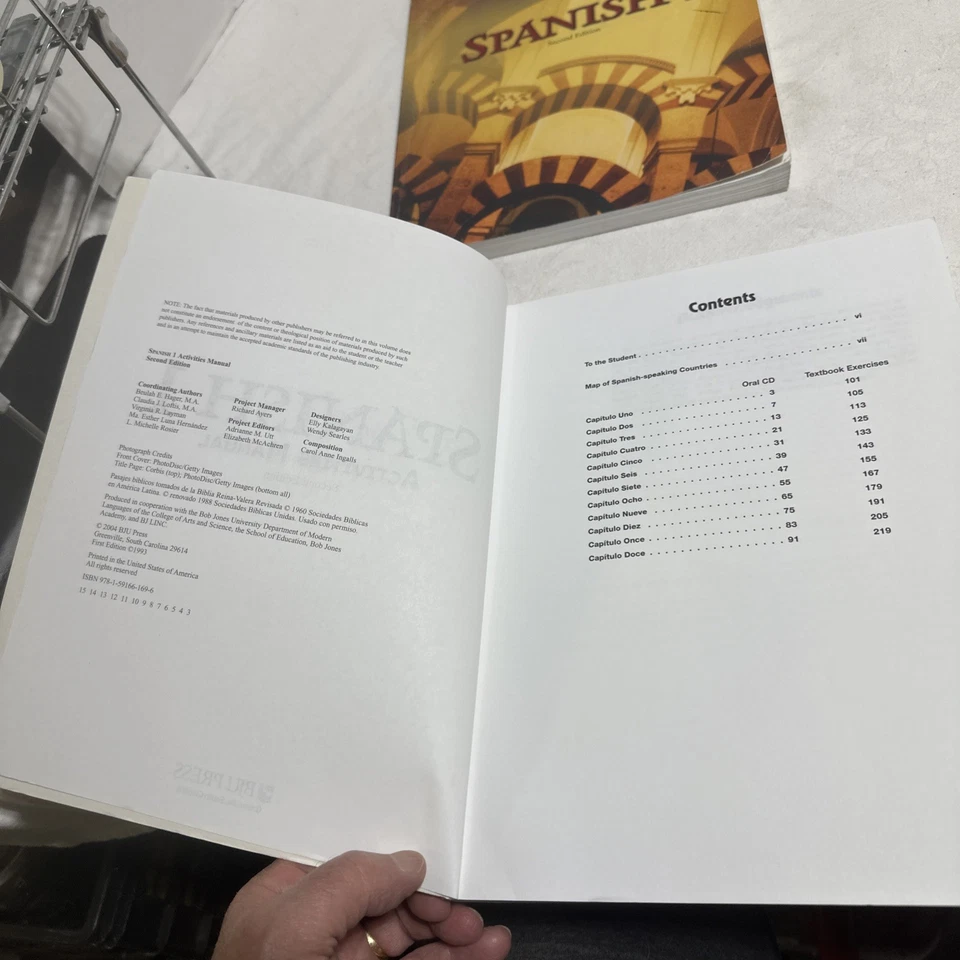 SPANISH
Second Edition
NOTE: The fact that materials produced by other publishers may be referred to in this volume does
not constitute an endorsement of the content or theological position of materials produced by such
publishers. Any references and ancillary materials are listed as an aid to the student or the teacher
and in an attempt to maintain the accepted academic standards of the publishing industry.
SPANISH 1 Activities Manual
Second Edition
Coordinating Authors
Beulah E. Hager, M.A.
Claudia J. Loftis, M.A.
Virginia R. Layman
Ma. Esther Luna Hernández
L. Michelle Rosier
Project Manager
Richard Ayers
Project Editors
Adrianne M. Utt
Elizabeth McAchren
Designers
Elly Kalagayan
Wendy Searles
Composition
Carol Anne Ingalls
Photograph Credits
Front Cover: PhotoDisc/Getty Images
Title Page: Corbis (top); PhotoDisc/Getty Images (bottom all)
Pasajes bíblicos tomados de la Biblia Reina-Valera Revisada © 1960 Sociedades Bíblicas
en América Latina. © renovado 1988 Sociedades Bíblicas Unidas. Usado con permiso.
Produced in cooperation with the Bob Jones University Department of Modern
Languages of the College of Arts and Science, the School of Education, Bob Jones
Academy, and BJ LINC.
© 2004 BJU Press
Greenville, South Carolina 29614
First Edition ©1993
Printed in the United States of America
All rights reserved
ISBN 978-1-59166-169-6
15 14 13 12 11 10 9 8 7 6 5 4 3
BJU PRESS
Contents
To the Student . . . . . . . . . . vi
Map of Spanish-speaking Countries . . . . . . . . . . vii
Oral CD Textbook Exercises
Capítulo Uno . . . . . . . . . . 3 101
Capítulo Dos . . . . . . . . . . 7 105
Capítulo Tres . . . . . . . . . . 13 113
Capítulo Cuatro . . . . . . . . . . 21 125
Capítulo Cinco . . . . . . . . . . 31 133
Capítulo Seis . . . . . . . . . . 39 143
Capítulo Siete . . . . . . . . . . 47 155
Capítulo Ocho . . . . . . . . . . 55 167
Capítulo Nueve . . . . . . . . . . 65 179
Capítulo Diez . . . . . . . . . . 75 191
Capítulo Once . . . . . . . . . . 83 205
Capítulo Doce . . . . . . . . . . 91 219